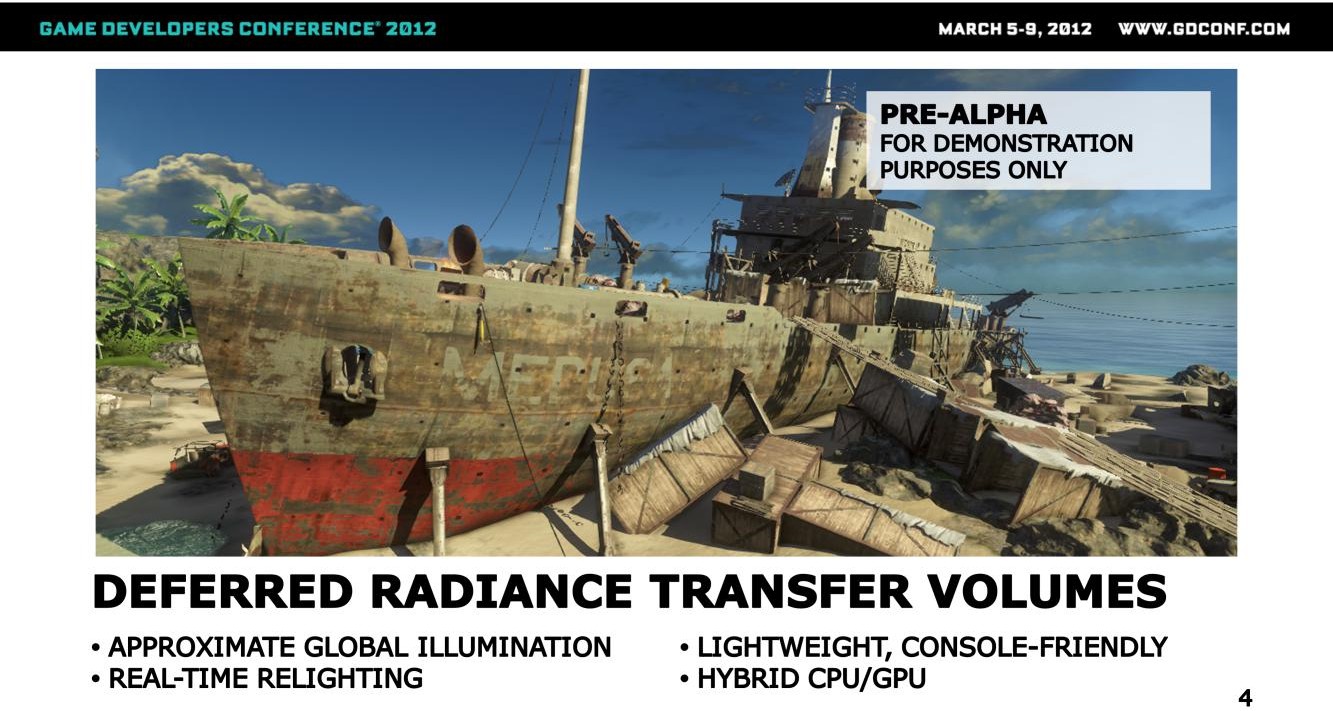 GAME DEVELOPERS CONFERENCE® 2012
MARCH 5-9, 2012 WWW.GDCONF.COM
PRE-ALPHA
FOR DEMONSTRATION
PURPOSES ONLY
MEDUSA
DEFERRED RADIANCE TRANSFER VOLUMES
• APPROXIMATE GLOBAL ILLUMINATION
• REAL-TIME RELIGHTING
• LIGHTWEIGHT, CONSOLE-FRIENDLY
• HYBRID CPU/GPU
4